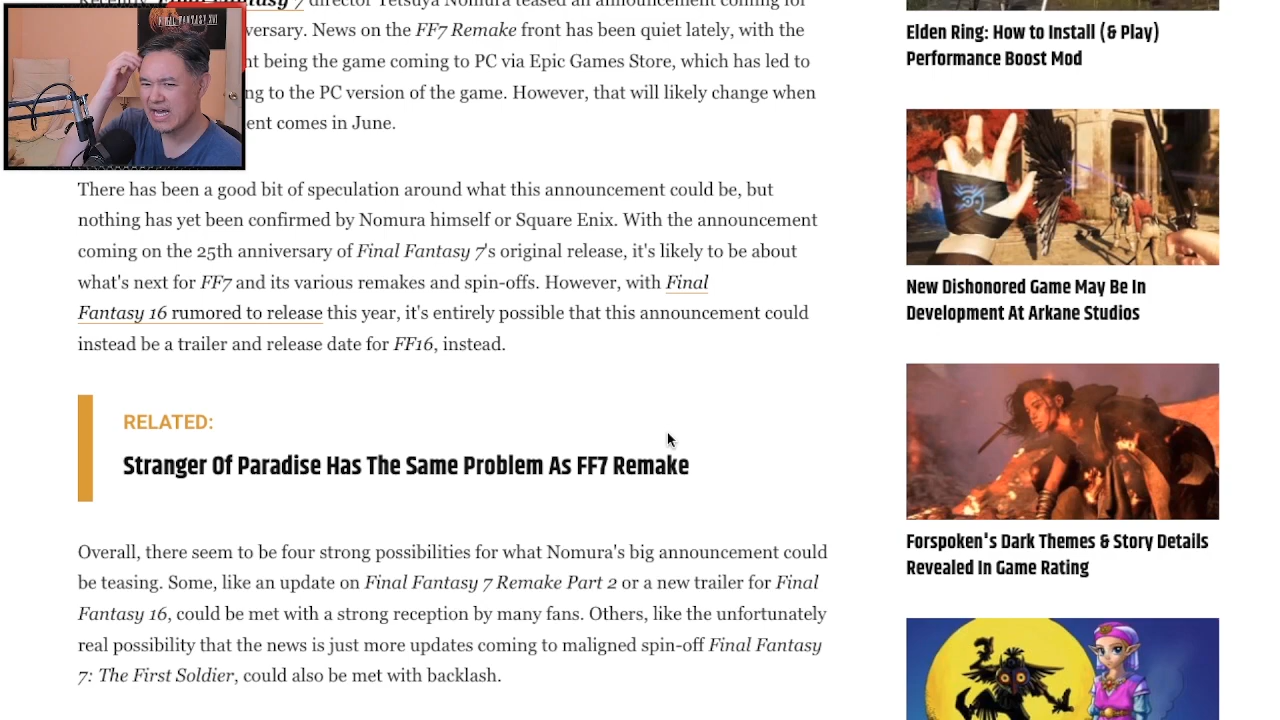 FINAL FANTASY XVI
director Tetsuya Nomura teased an announcement coming for
versary. News on the FF7 Remake front has been quiet lately, with the
nt being the game coming to PC via Epic Games Store, which has led to
ng to the PC version of the game. However, that will likely change when
ent comes in June.
There has been a good bit of speculation around what this announcement could be, but
nothing has yet been confirmed by Nomura himself or Square Enix. With the announcement
coming on the 25th anniversary of Final Fantasy 7's original release, it's likely to be about
what's next for FF7 and its various remakes and spin-offs. However, with Final
Fantasy 16 rumored to release this year, it's entirely possible that this announcement could
instead be a trailer and release date for FF16, instead.
RELATED:
Stranger Of Paradise Has The Same Problem As FF7 Remake
Overall, there seem to be four strong possibilities for what Nomura's big announcement could
be teasing. Some, like an update on Final Fantasy 7 Remake Part 2 or a new trailer for Final
Fantasy 16, could be met with a strong reception by many fans. Others, like the unfortunately
real possibility that the news is just more updates coming to maligned spin-off Final Fantasy
7: The First Soldier, could also be met with backlash.
Elden Ring: How to Install (& Play)
Performance Boost Mod
New Dishonored Game May Be In
Development At Arkane Studios
Forspoken's Dark Themes & Story Details
Revealed In Game Rating